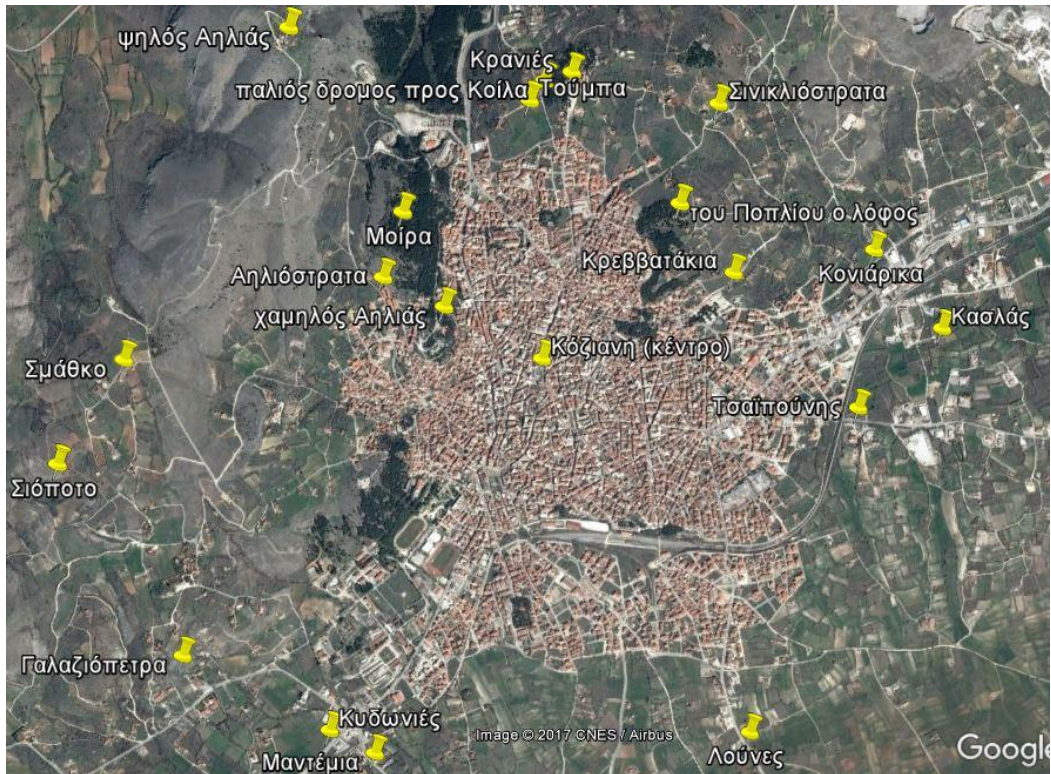 ψηλός Αηλιάς
Κρανιές
παλιός δρομος προς Κοίλα
Τούμπα
Σινικλιόστρατα
Μοίρα
του Ποπλίου ο λόφος
Αηλιόστρατα
Κρεββατάκια
Κονιάρικα
χαμηλός Αηλιάς
Κασλάς
Κόζιανη (κέντρο)
Σμάθκο
Τσαϊπούνης
Σιόποτο
Γαλαζιόπετρα
Κυδωνιές
Μαντέμια
Λούνες
Image © 2017 CNES / Airbus
Google